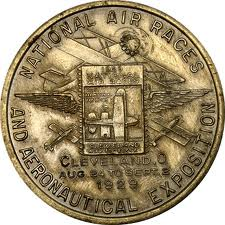 NATIONAL AIR RACES
AND AERONAUTICAL EXPOSITION
CLEVELAND, O
AUG. 24 TO SEPT. 2
1929